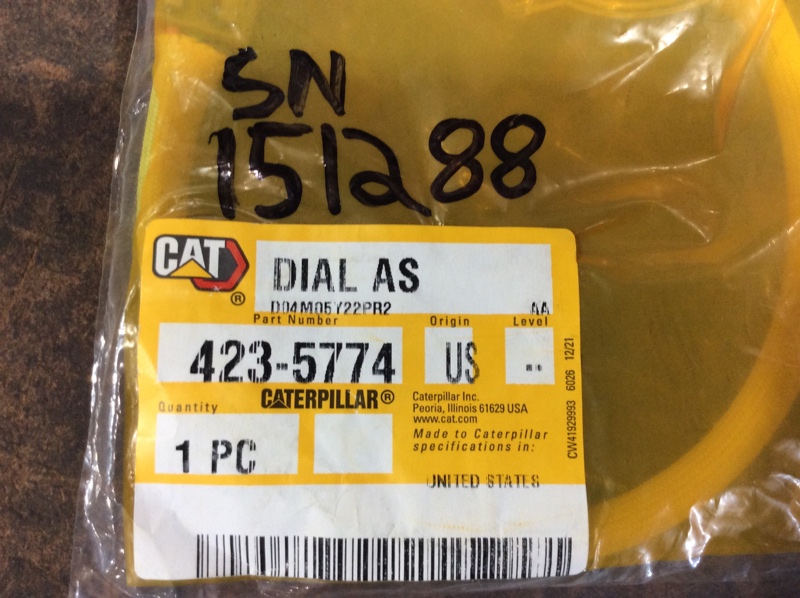 SN
151288
CAT
®
DIAL AS
D04M05Y22PR2 AA
Part Number Origin Level
423-5774 US --
CATERPILLAR®
Quantity
1 PC
Caterpillar Inc.
Peoria, Illinois 61629 USA
www.cat.com
Made to Caterpillar
specifications in:
UNITED STATES
CW41929993 6026 12/21